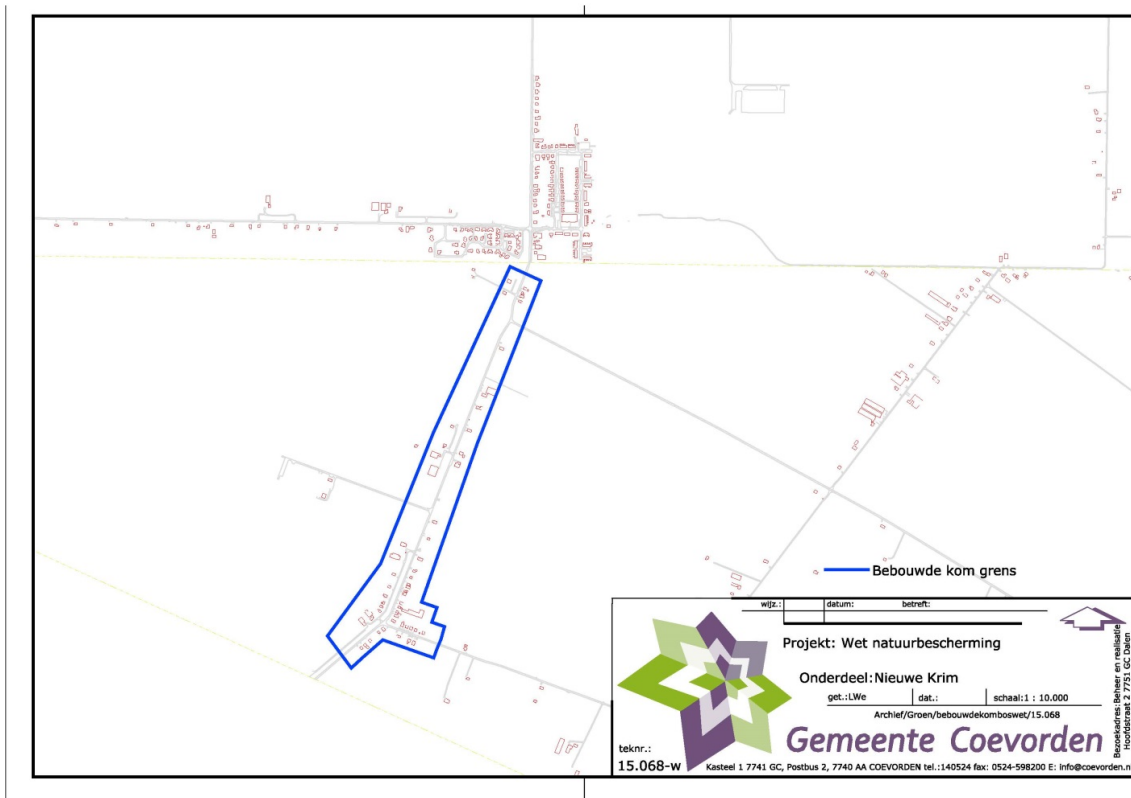 Bebouwde kom grens
wijz.: datum: betreft:
Projekt: Wet natuurbescherming
Onderdeel:Nieuwe Krim
get.:LWe dat.: schaal:1 : 10.000
Archief/Groen/bebouwdekomboswet/15.068
Gemeente Coevorden
teknr.:
15.068-w Kasteel 1 7741 GC, Postbus 2, 7740 AA COEVORDEN tel.:140524 fax: 0524-598200 E: info@coevorden.n
Bezoekadres:Beheer en realisatie
Hoofdstraat 2 7751 GC Dalen